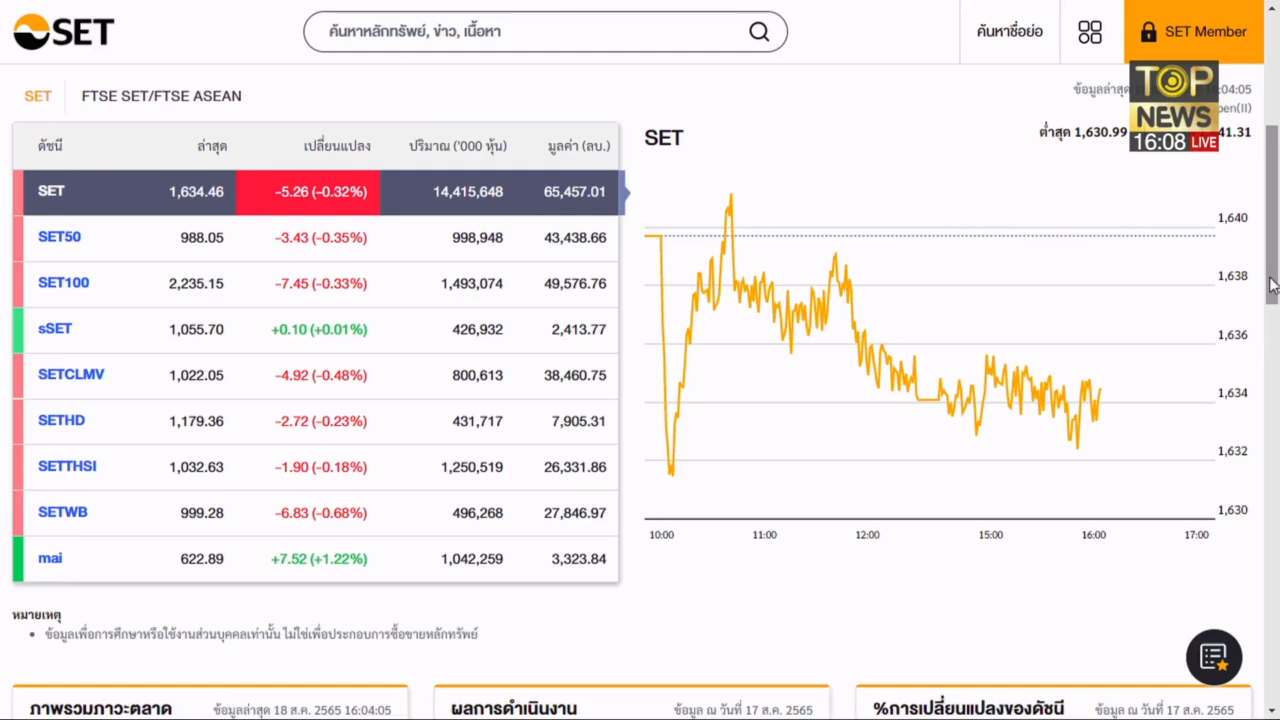 SET
ค้นหาหลักทรัพย์, ข่าว, เนื้อหา
ค้นหาชื่อย่อ
SET Member
SET
FTSE SET/FTSE ASEAN
ข้อมูลล่าสุด
:04:05
pen(II)
ต่ำสุด 1,630.99
41.31
TOP
NEWS
16:08 LIVE
ดัชนี ล่าสุด เปลี่ยนแปลง ปริมาณ ('000 หุ้น) มูลค่า (ลบ.)
SET 1,634.46 -5.26 (-0.32%) 14,415,648 65,457.01
SET50 988.05 -3.43 (-0.35%) 998,948 43,438.66
SET100 2,235.15 -7.45 (-0.33%) 1,493,074 49,576.76
sSET 1,055.70 +0.10 (+0.01%) 426,932 2,413.77
SETCLMV 1,022.05 -4.92 (-0.48%) 800,613 38,460.75
SETHD 1,179.36 -2.72 (-0.23%) 431,717 7,905.31
SETTHSI 1,032.63 -1.90 (-0.18%) 1,250,519 26,331.86
SETWB 999.28 -6.83 (-0.68%) 496,268 27,846.97
mai 622.89 +7.52 (+1.22%) 1,042,259 3,323.84
SET
1,640
1,638
1,636
1,634
1,632
1,630
10:00 11:00 12:00 15:00 16:00 17:00
หมายเหตุ
• ข้อมูลเพื่อการศึกษาหรือใช้งานส่วนบุคคลเท่านั้น ไม่ใช่เพื่อประกอบการซื้อขายหลักทรัพย์
ภาพรวมภาวะตลาด ข้อมูลล่าสุด 18 ส.ค. 2565 16:04:05
ผลการดำเนินงาน ข้อมูล ณ วันที่ 17 ส.ค. 2565
%การเปลี่ยนแปลงของดัชนี ข้อมูล ณ วันที่ 17 ส.ค. 2565